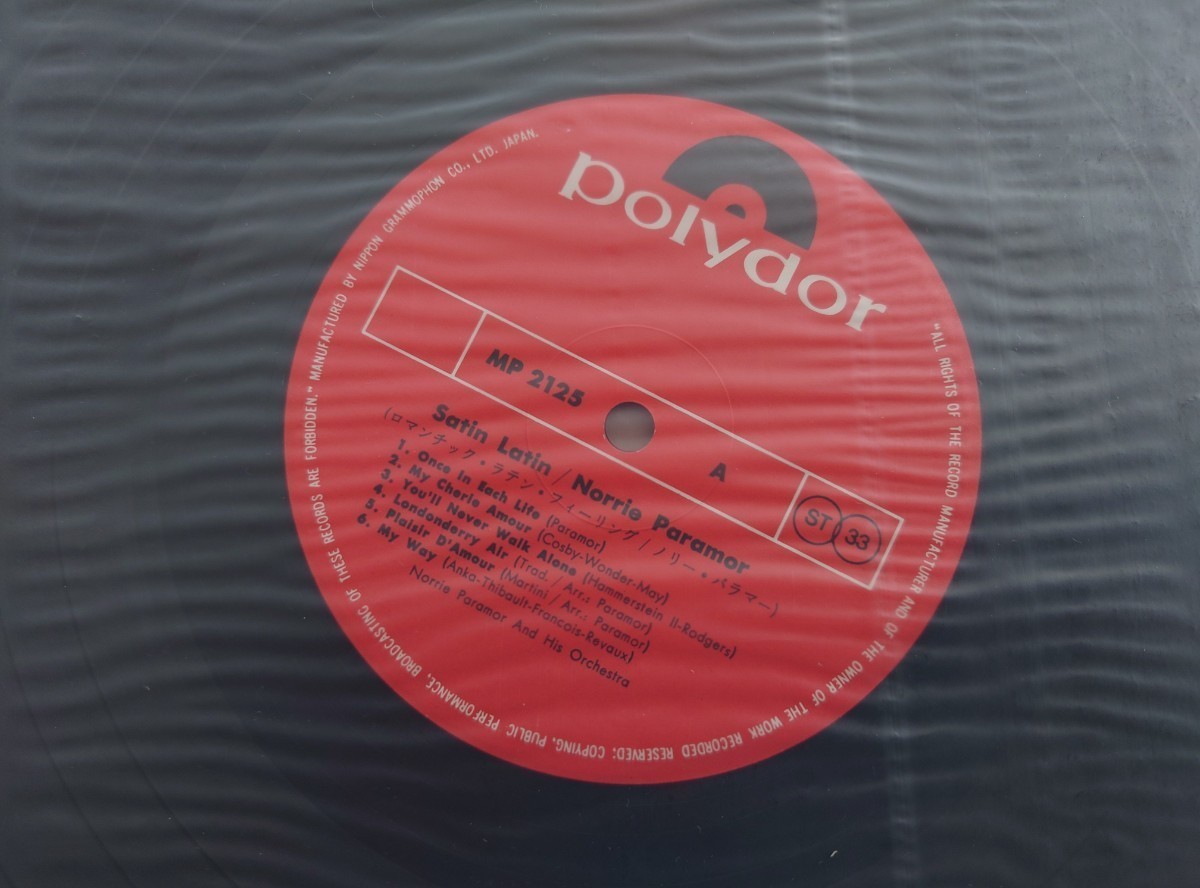 polydor
MP 2125
A
ST 33
Satin Latin / Norrie Paramor
(ロマンチック・ラテン・フィーリング/ノリー・パラマー)
1. Once In Each Life (Paramor)
2. My Cherie Amour (Cosby-Wonder-May)
3. You'll Never Walk Alone (Hammerstein II-Rodgers)
4. Londonderry Air (Trad. / Arr.: Paramor)
5. Plaisir D'Amour (Martini / Arr.: Paramor)
6. My Way (Anka-Thibault-Francois-Revaux)
Norrie Paramor And His Orchestra
"ALL RIGHTS OF THE RECORD MANUFACTURER AND OF THE OWNER OF THE WORK RECORDED RESERVED; COPYING, PUBLIC PERFORMANCE, BROADCASTING OF THESE RECORDS ARE FORBIDDEN." MANUFACTURED BY NIPPON GRAMMOPHON CO., LTD. JAPAN.